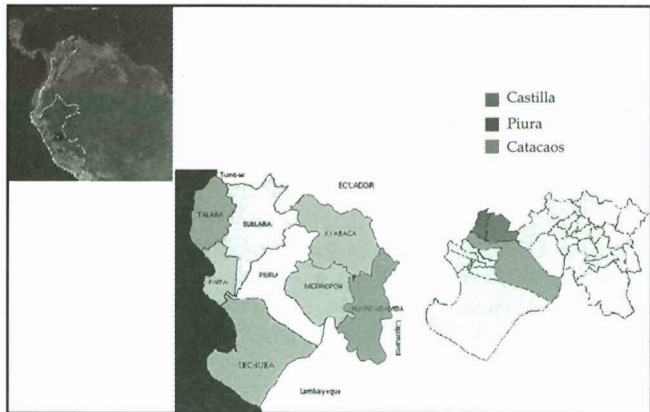 Castilla
Piura
Catacaos
Tumbes
ECUADOR
TALARA
SULLANA
AYABACA
PAITA
PIURA
MORROPON
HUANCABAMBA
Cajamarca
SECHURA
Lambayeque